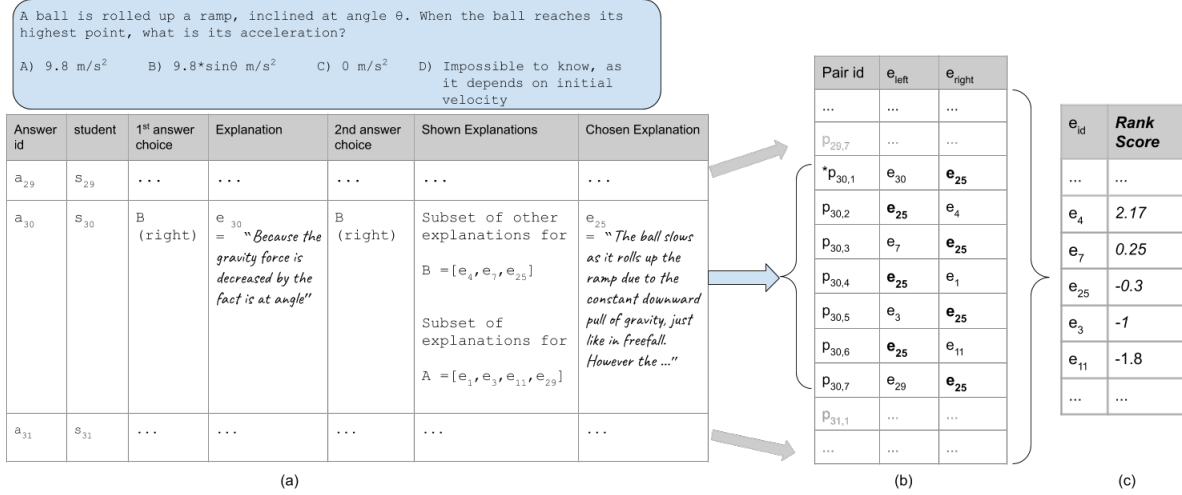 A ball is rolled up a ramp, inclined at angle θ. When the ball reaches its
highest point, what is its acceleration?
A) 9.8 m/s² B) 9.8*sinθ m/s² C) 0 m/s² D) Impossible to know, as
it depends on initial
velocity
Answer id student 1st answer choice Explanation 2nd answer choice Shown Explanations Chosen Explanation
a29 s29 ... ... ... ... ...
a30 s30 B (right)
e30
= "Because the
gravity force is
decreased by the
fact is at angle"
B (right)
Subset of other
explanations for
B =[e4,e7,e25]
Subset of
explanations for
A =[e1,e3,e11,e29]
e25
= "The ball slows
as it rolls up the
ramp due to the
constant downward
pull of gravity, just
like in freefall.
However the ..."
a31 s31 ... ... ... ... ...
(a)
Pair id eleft eright
... ... ...
p29,7 ... ...
*p30,1 e30 e25
p30,2 e25 e4
p30,3 e7 e25
p30,4 e25 e1
p30,5 e3 e25
p30,6 e25 e11
p30,7 e29 e25
p31,1 ... ...
... ... ...
(b)
eid Rank Score
... ...
e4 2.17
e7 0.25
e25 -0.3
e3 -1
e11 -1.8
... ...
(c)